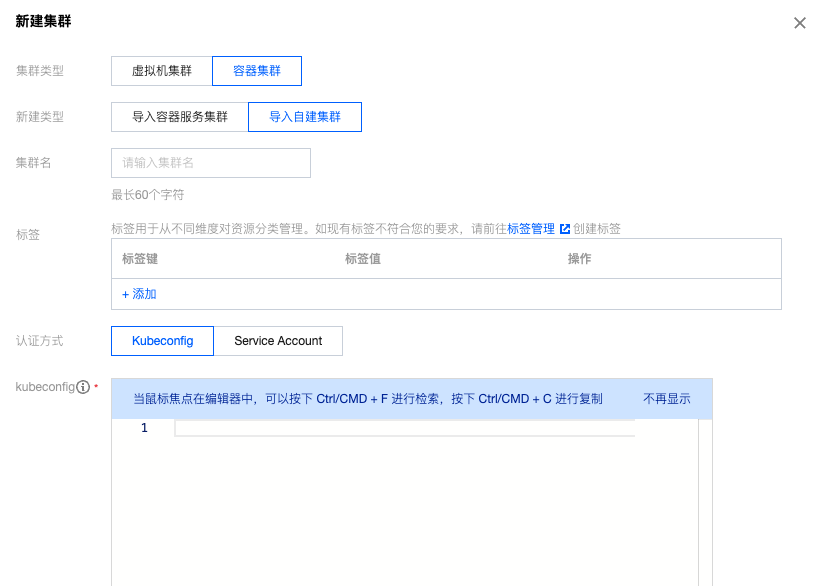 新建集群
集群类型 虚拟机集群 容器集群
新建类型 导入容器服务集群 导入自建集群
集群名 请输入集群名
最长60个字符
标签 标签用于从不同维度对资源分类管理。如现有标签不符合您的要求，请前往标签管理 创建标签
标签键 标签值 操作
+ 添加
认证方式 Kubeconfig Service Account
kubeconfig * 当鼠标焦点在编辑器中，可以按下 Ctrl/CMD + F 进行检索，按下 Ctrl/CMD + C 进行复制 不再显示
1